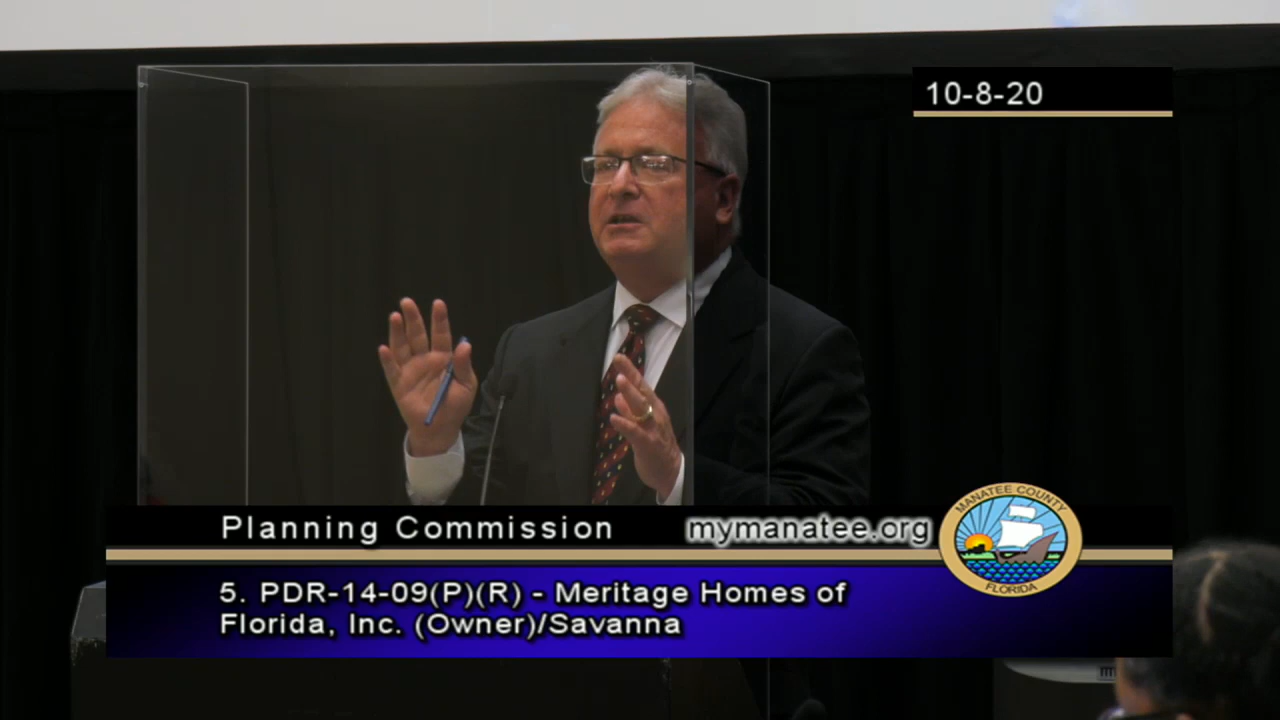 10-8-20
Planning Commission
mymanatee.org
MANATEE COUNTY
FLORIDA
5. PDR-14-09(P)(R) - Meritage Homes of
Florida, Inc. (Owner)/Savanna